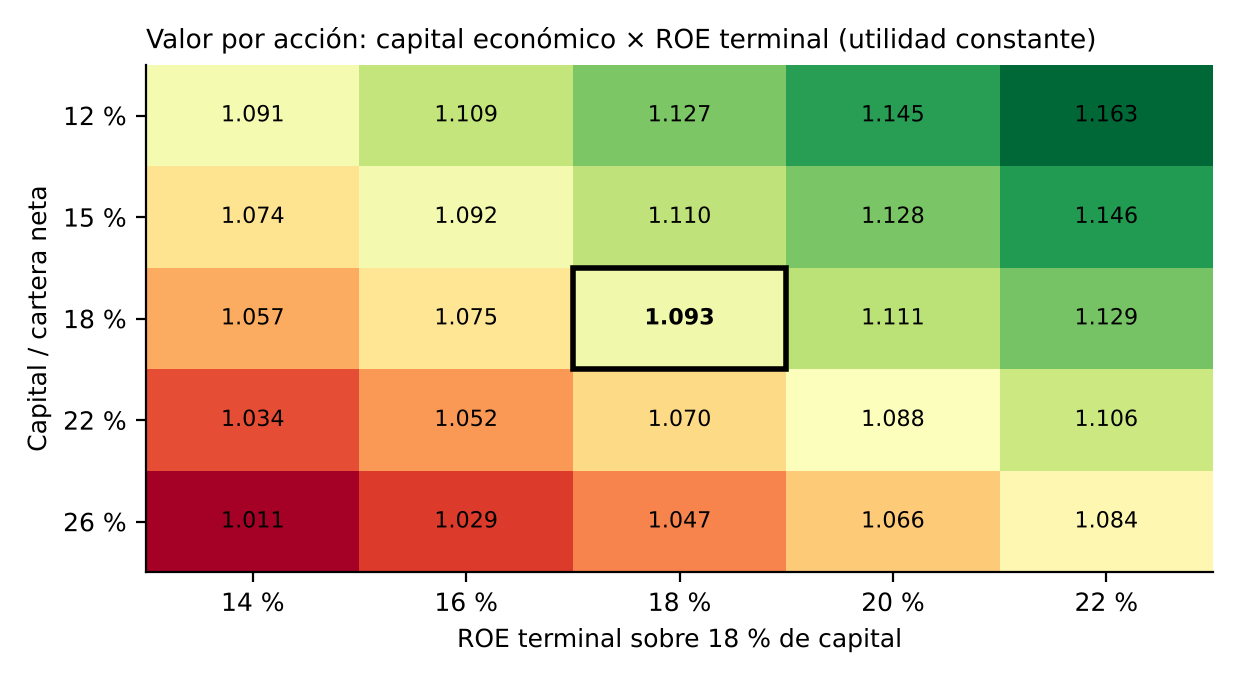 Valor por acción: capital económico × ROE terminal (utilidad constante)
Capital / cartera neta
12 % 1.091 1.109 1.127 1.145 1.163
15 % 1.074 1.092 1.110 1.128 1.146
18 % 1.057 1.075 1.093 1.111 1.129
22 % 1.034 1.052 1.070 1.088 1.106
26 % 1.011 1.029 1.047 1.066 1.084
14 % 16 % 18 % 20 % 22 %
ROE terminal sobre 18 % de capital